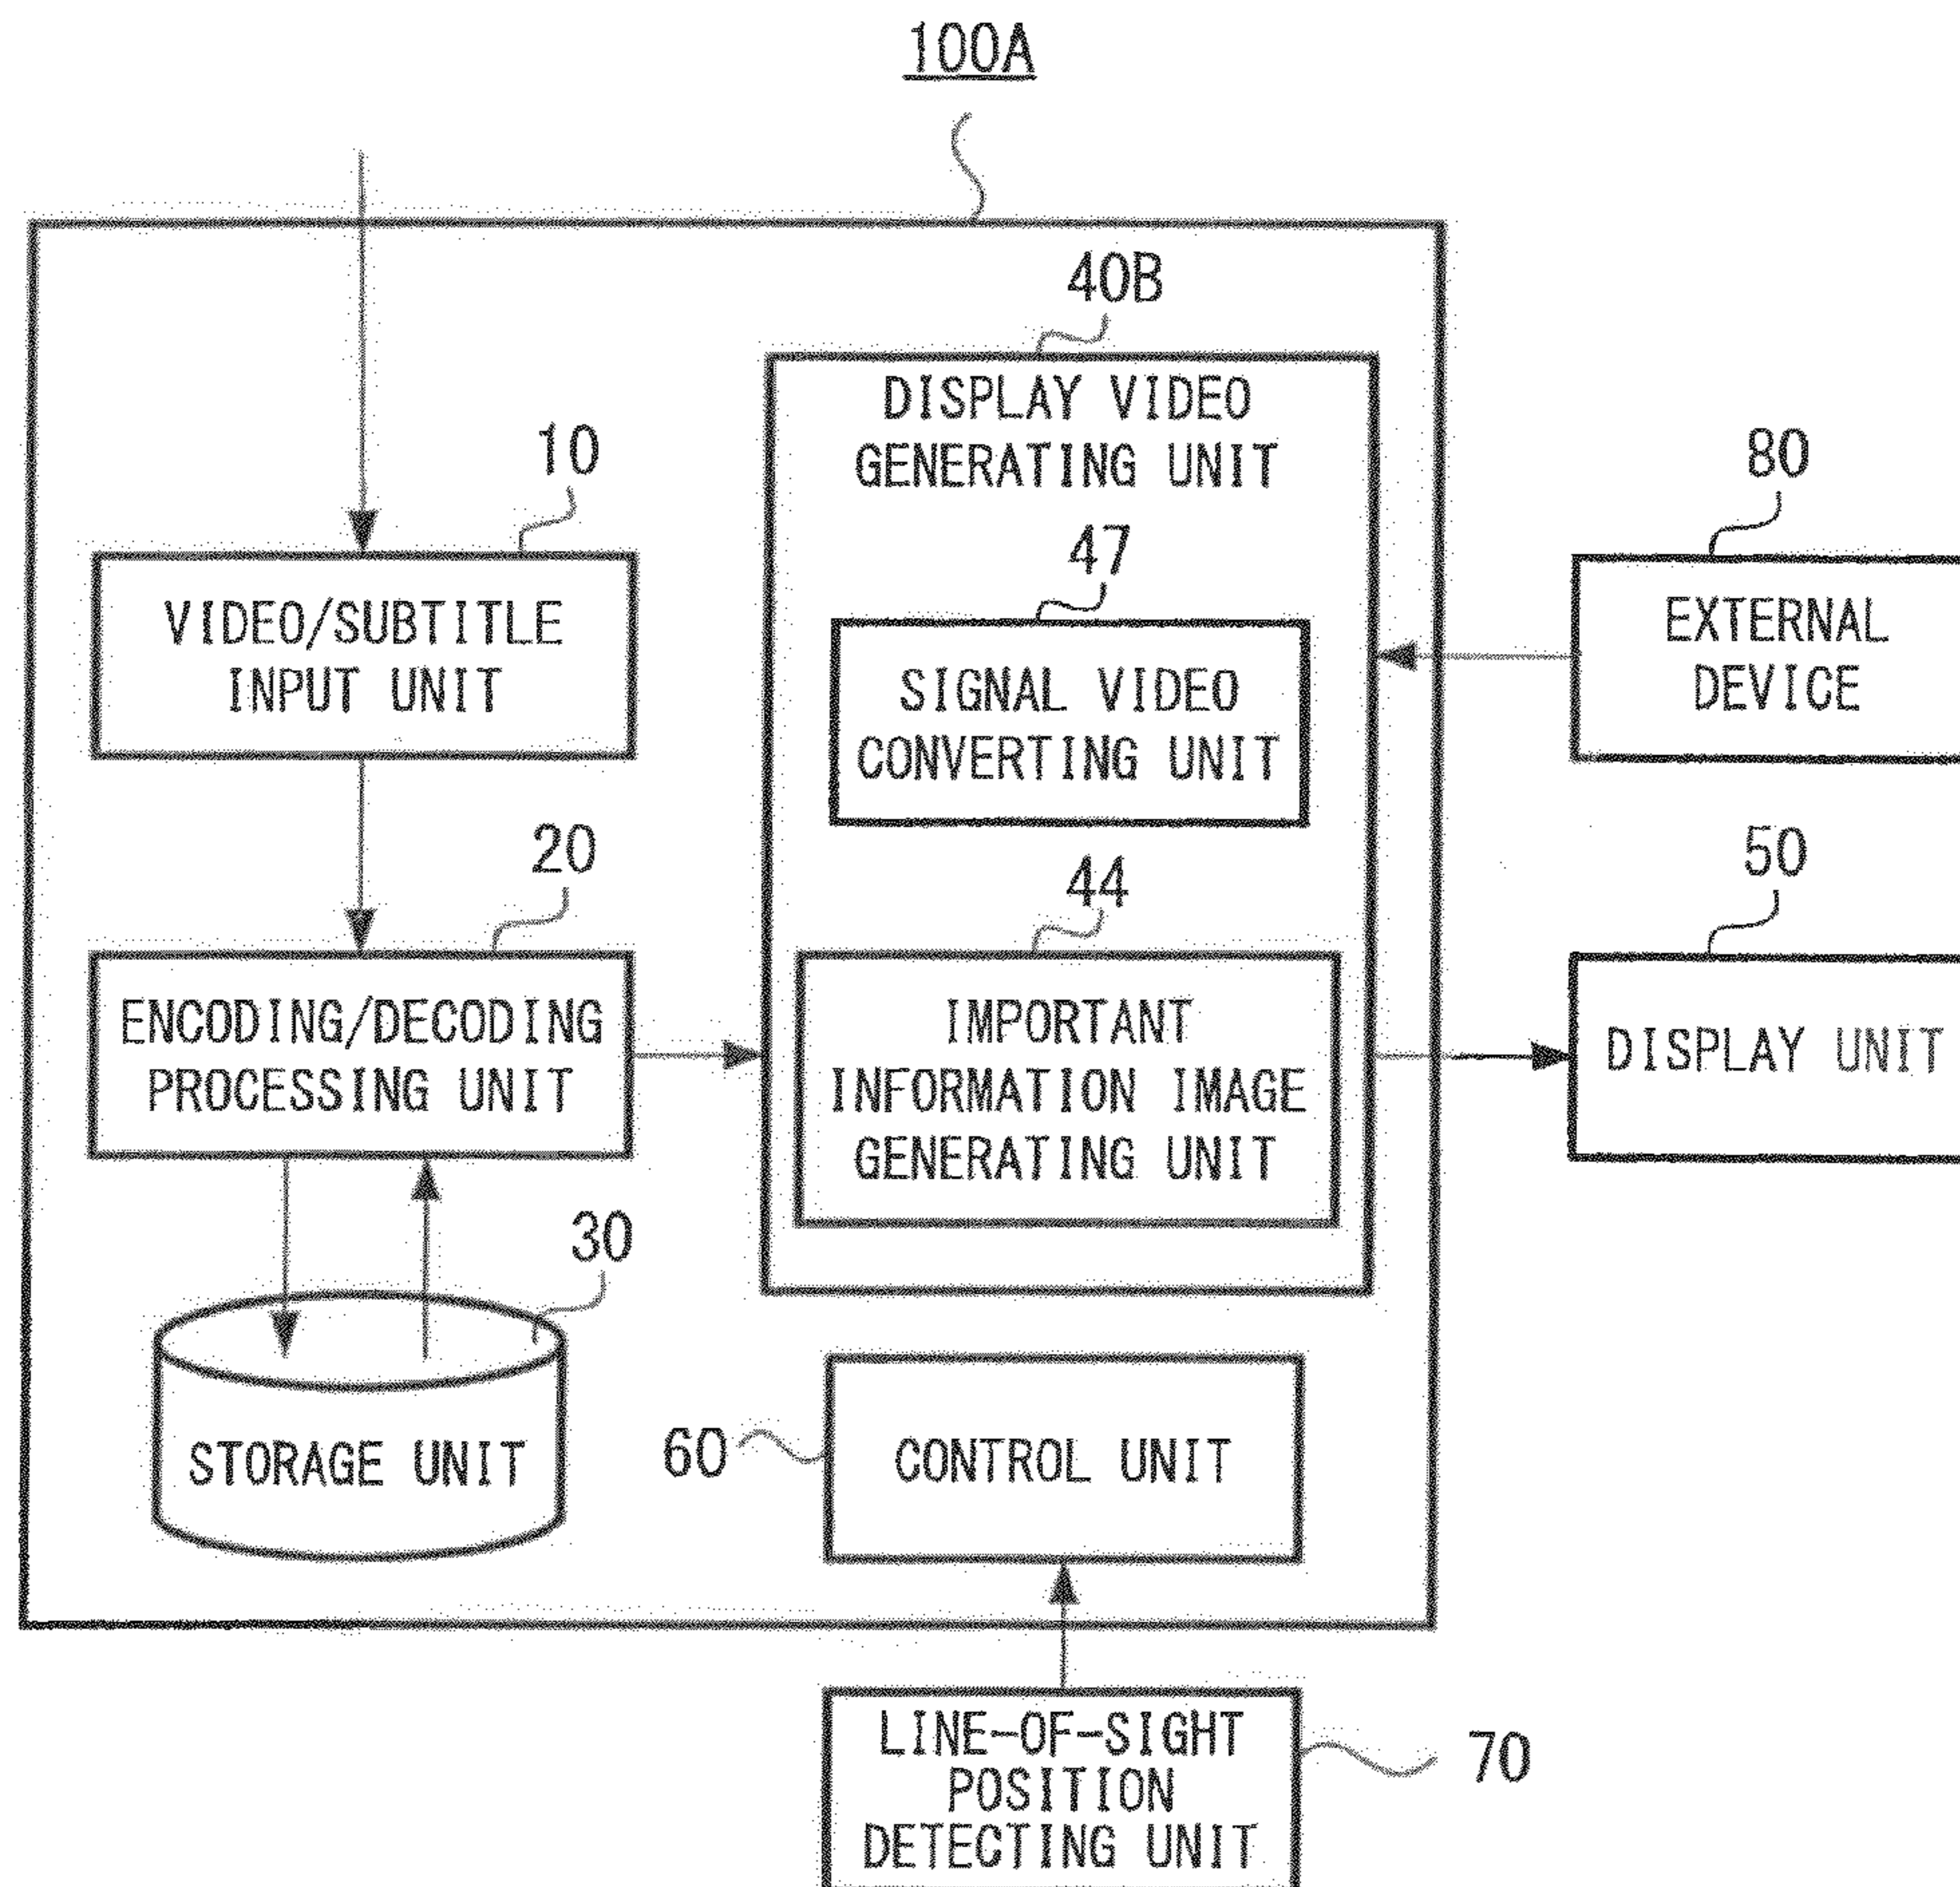 100A
40B
DISPLAY VIDEO
GENERATING UNIT
10
VIDEO/SUBTITLE
INPUT UNIT
47
SIGNAL VIDEO
CONVERTING UNIT
80
EXTERNAL
DEVICE
20
ENCODING/DECODING
PROCESSING UNIT
44
IMPORTANT
INFORMATION IMAGE
GENERATING UNIT
50
DISPLAY UNIT
30
STORAGE UNIT
60
CONTROL UNIT
LINE-OF-SIGHT
POSITION
DETECTING UNIT
70